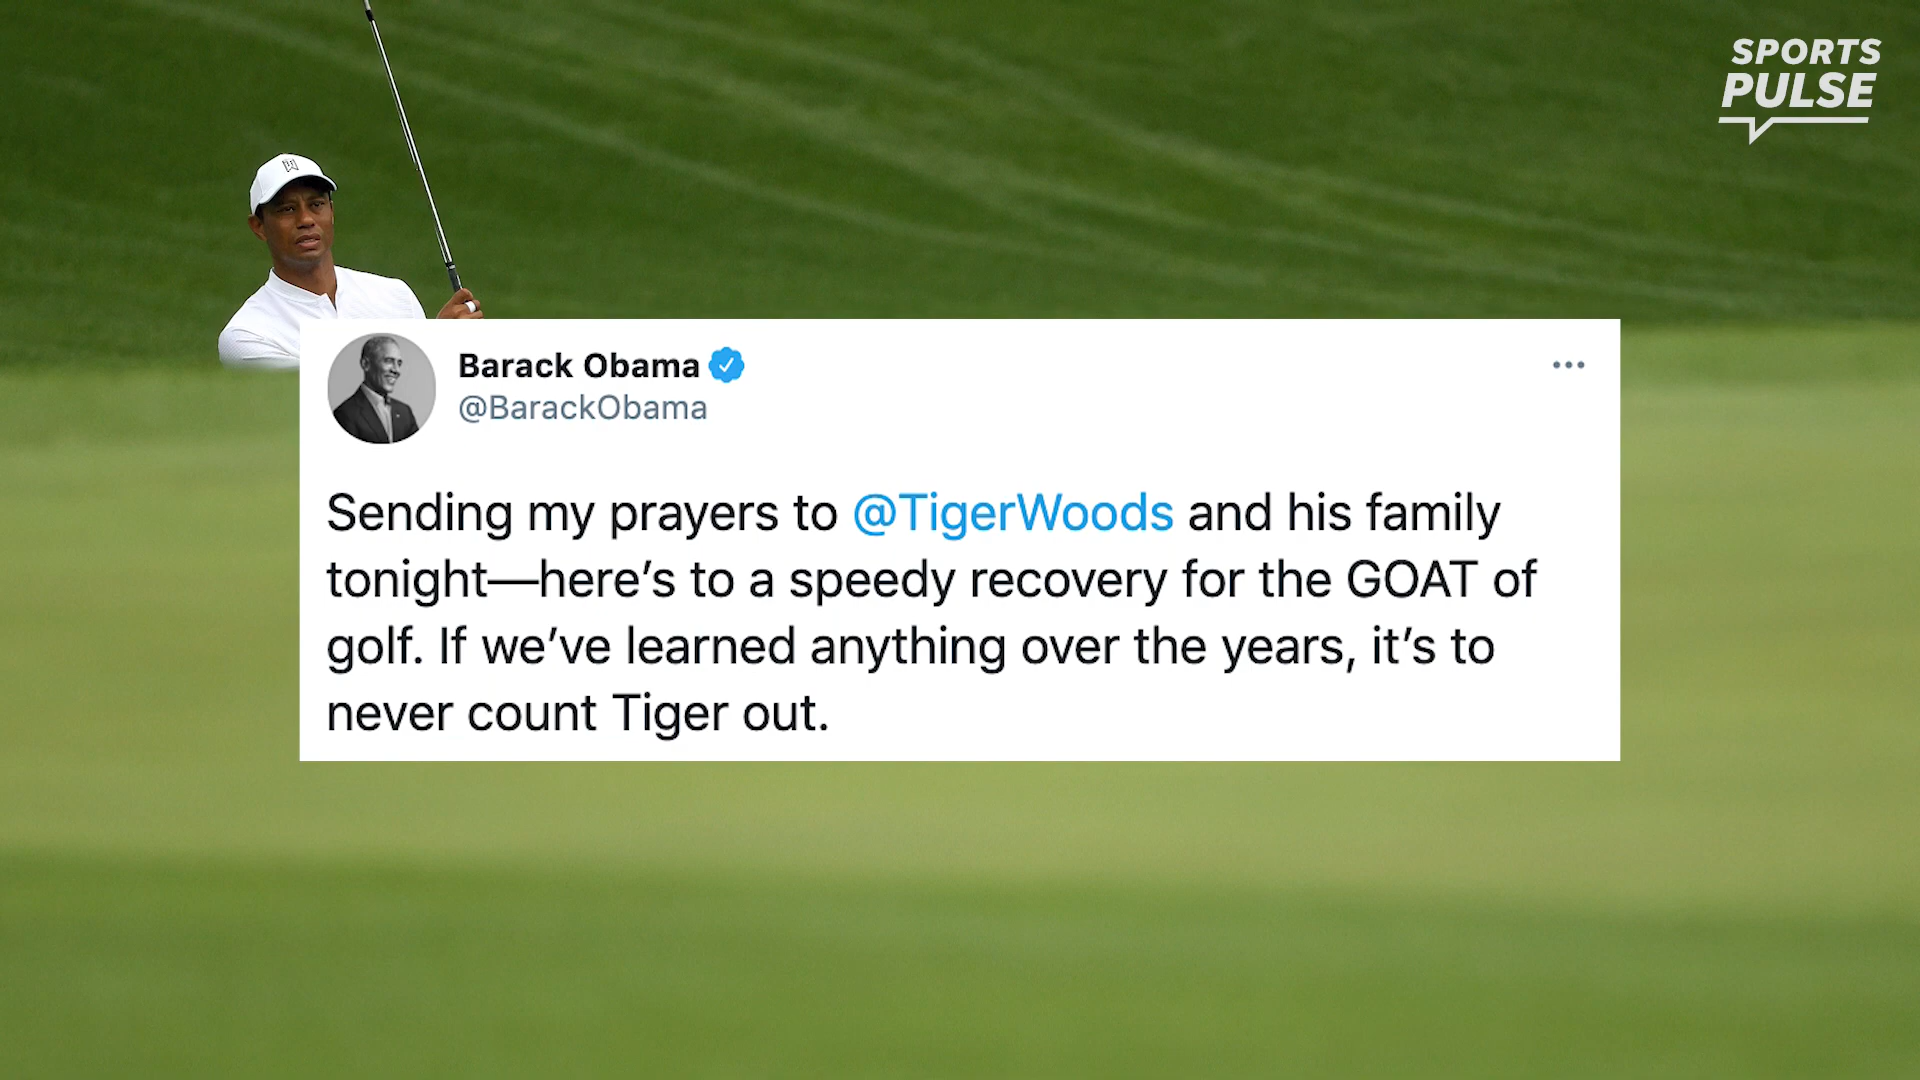 SPORTS
PULSE
Barack Obama
@BarackObama
Sending my prayers to @TigerWoods and his family
tonight—here’s to a speedy recovery for the GOAT of
golf. If we’ve learned anything over the years, it’s to
never count Tiger out.